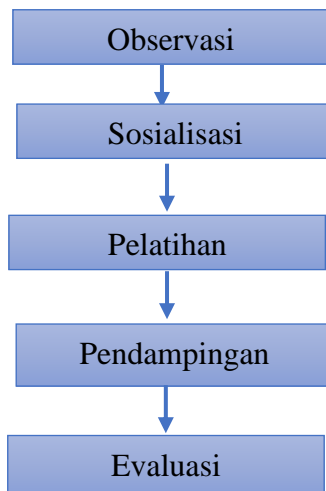 Observasi
Sosialisasi
Pelatihan
Pendampingan
Evaluasi